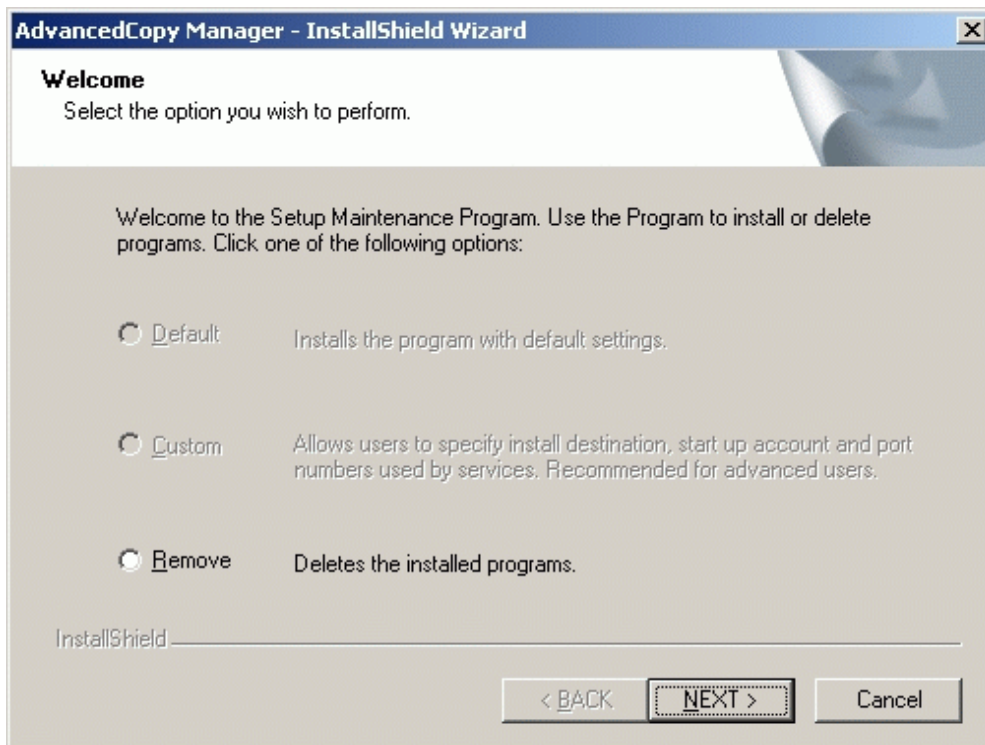 AdvancedCopy Manager - InstallShield Wizard
Welcome
Select the option you wish to perform.
Welcome to the Setup Maintenance Program. Use the Program to install or delete
programs. Click one of the following options:
Default Installs the program with default settings.
Custom Allows users to specify install destination, start up account and port
numbers used by services. Recommended for advanced users.
Remove Deletes the installed programs.
InstallShield
< BACK NEXT > Cancel